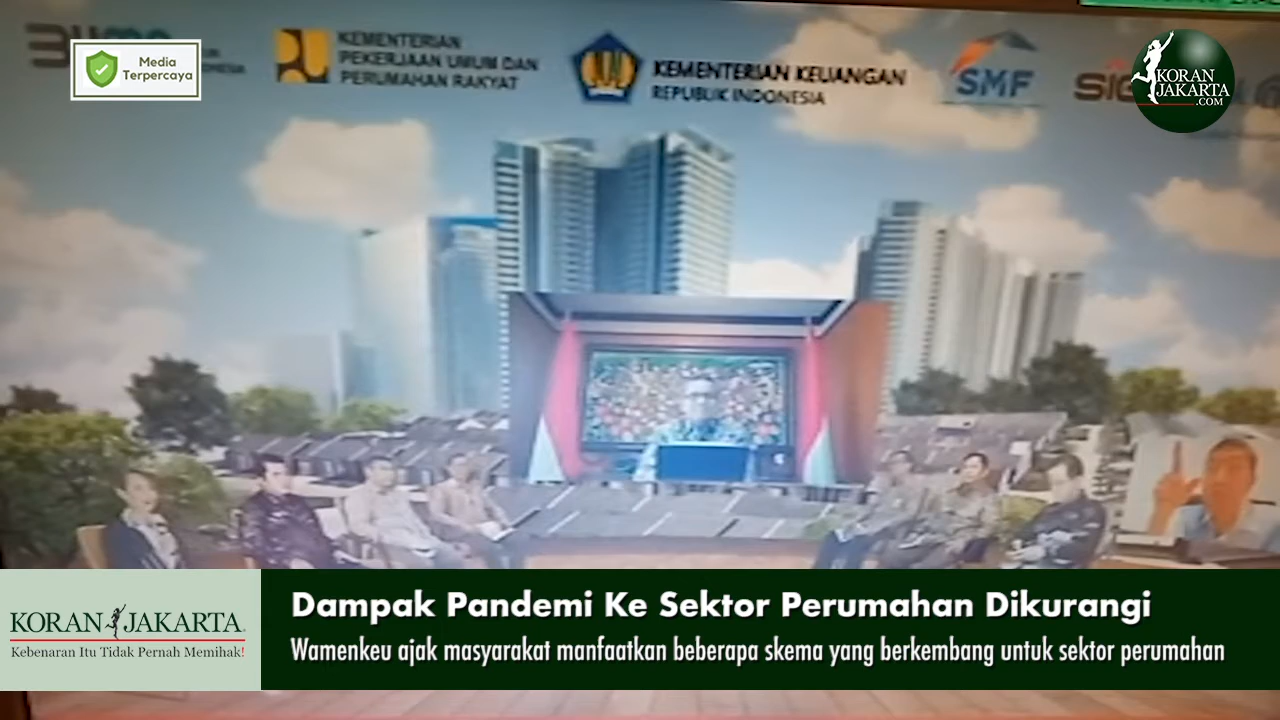 Media
Terpercaya
KEMENTERIAN
PEKERJAAN UMUM DAN
PERUMAHAN RAKYAT
KEMENTERIAN KEUANGAN
REPUBLIK INDONESIA
SMF
KORAN
JAKARTA
.COM
KORAN JAKARTA
Kebenaran Itu Tidak Pernah Memihak!
Dampak Pandemi Ke Sektor Perumahan Dikurangi
Wamenkeu ajak masyarakat manfaatkan beberapa skema yang berkembang untuk sektor perumahan